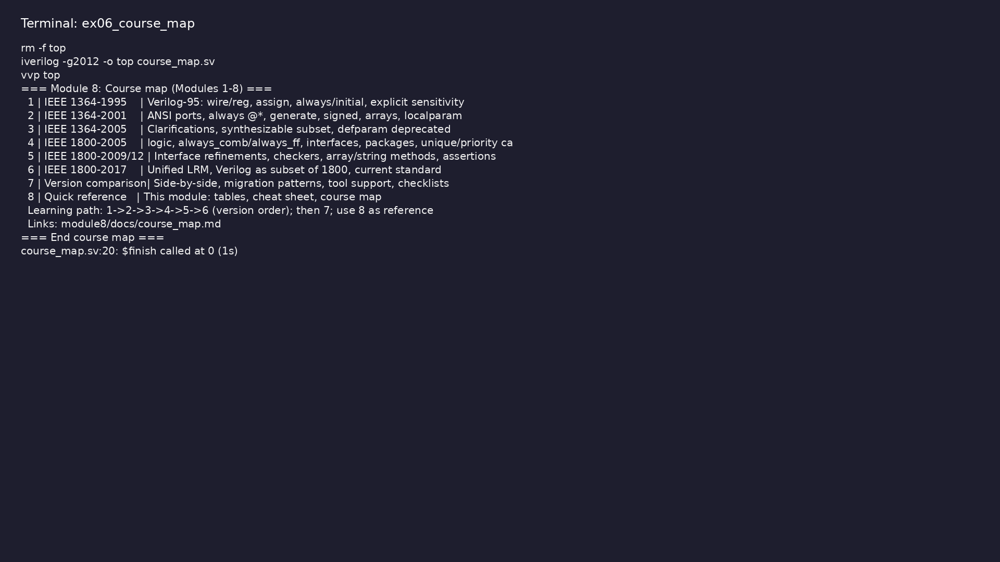 Terminal: ex06_course_map
rm -f top
iverilog -g2012 -o top course_map.sv
vvp top
=== Module 8: Course map (Modules 1-8) ===
  1 | IEEE 1364-1995    | Verilog-95: wire/reg, assign, always/initial, explicit sensitivity
  2 | IEEE 1364-2001    | ANSI ports, always @*, generate, signed, arrays, localparam
  3 | IEEE 1364-2005    | Clarifications, synthesizable subset, defparam deprecated
  4 | IEEE 1800-2005    | logic, always_comb/always_ff, interfaces, packages, unique/priority ca
  5 | IEEE 1800-2009/12 | Interface refinements, checkers, array/string methods, assertions
  6 | IEEE 1800-2017    | Unified LRM, Verilog as subset of 1800, current standard
  7 | Version comparison| Side-by-side, migration patterns, tool support, checklists
  8 | Quick reference   | This module: tables, cheat sheet, course map
  Learning path: 1->2->3->4->5->6 (version order); then 7; use 8 as reference
  Links: module8/docs/course_map.md
=== End course map ===
course_map.sv:20: $finish called at 0 (1s)